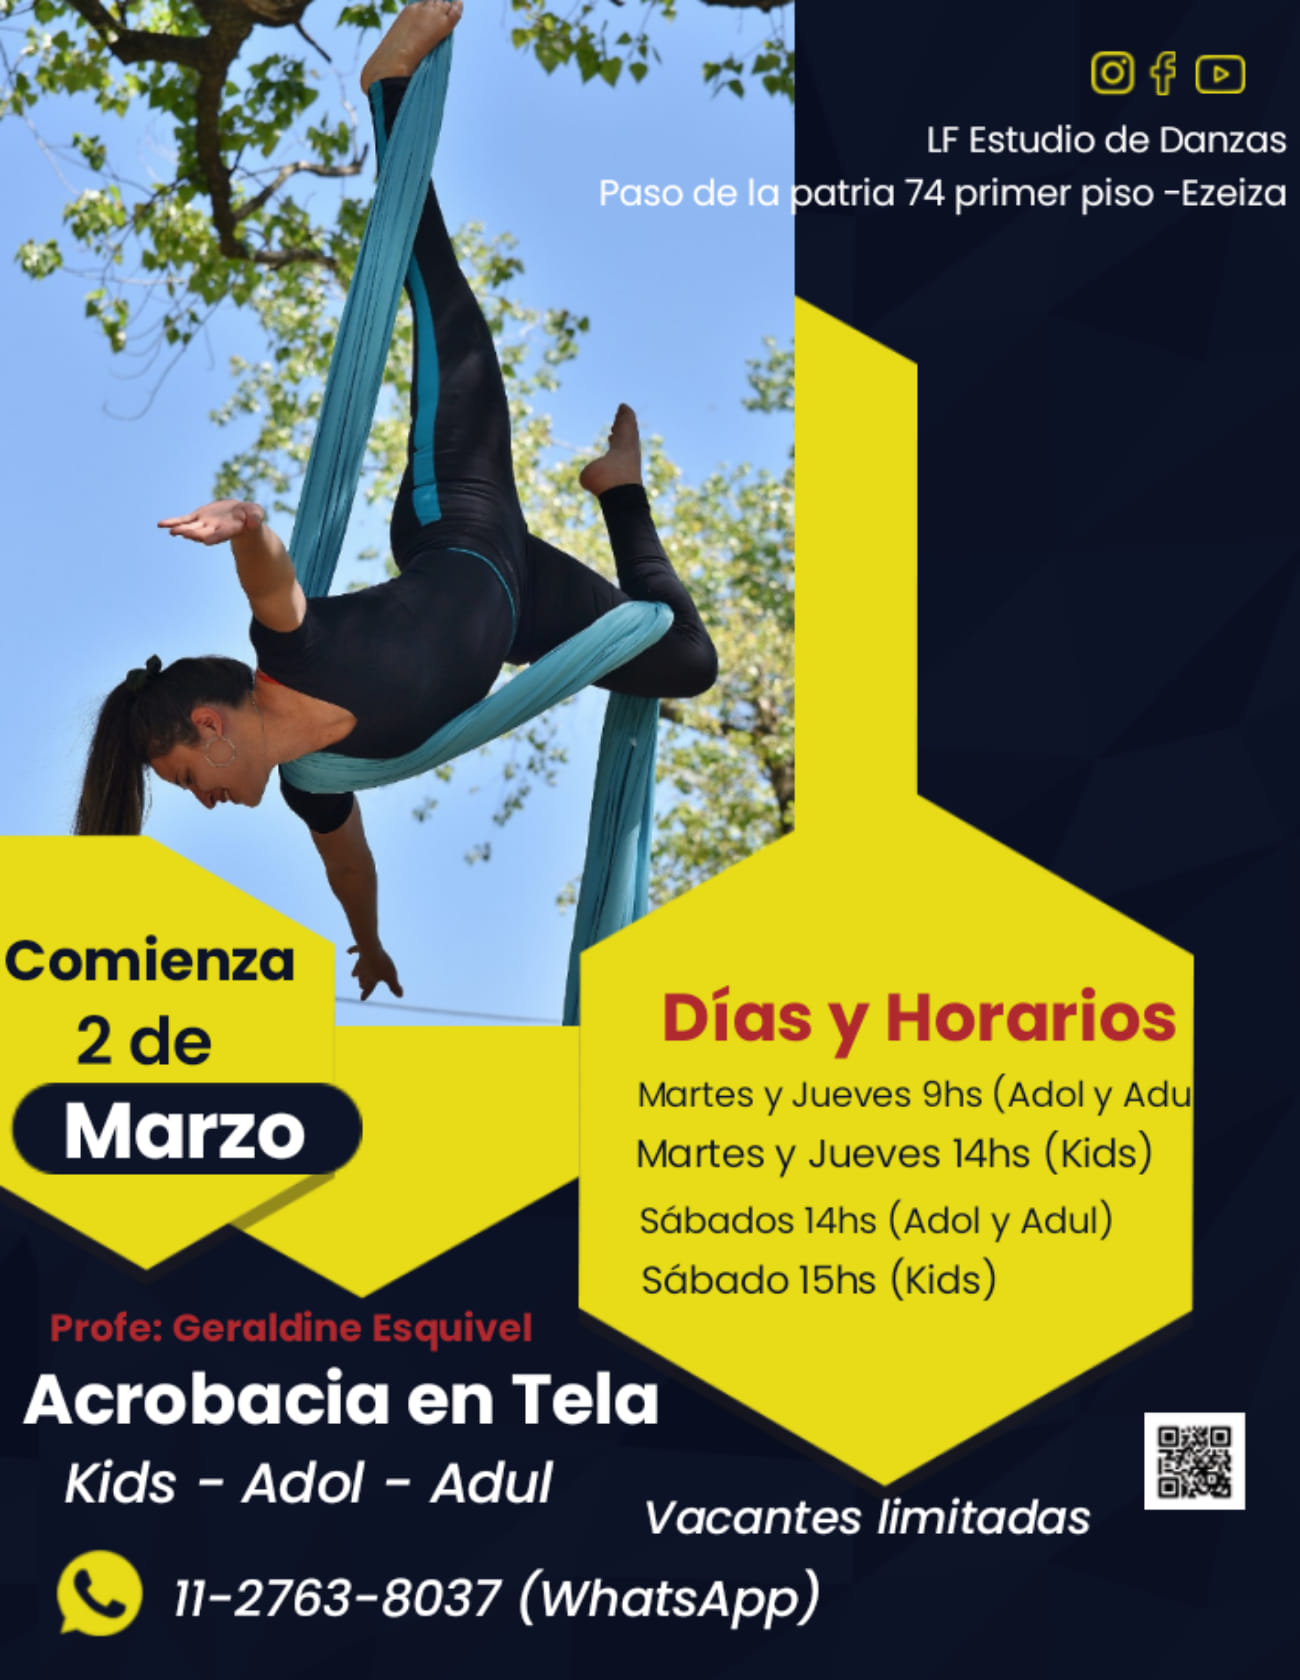 LF Estudio de Danzas
Paso de la patria 74 primer piso -Ezeiza
Comienza
2 de
Marzo
Días y Horarios
Martes y Jueves 9hs (Adol y Adu
Martes y Jueves 14hs (Kids)
Sábados 14hs (Adol y Adul)
Sábado 15hs (Kids)
Profe: Geraldine Esquivel
Acrobacia en Tela
Kids - Adol - Adul
Vacantes limitadas
11-2763-8037 (WhatsApp)